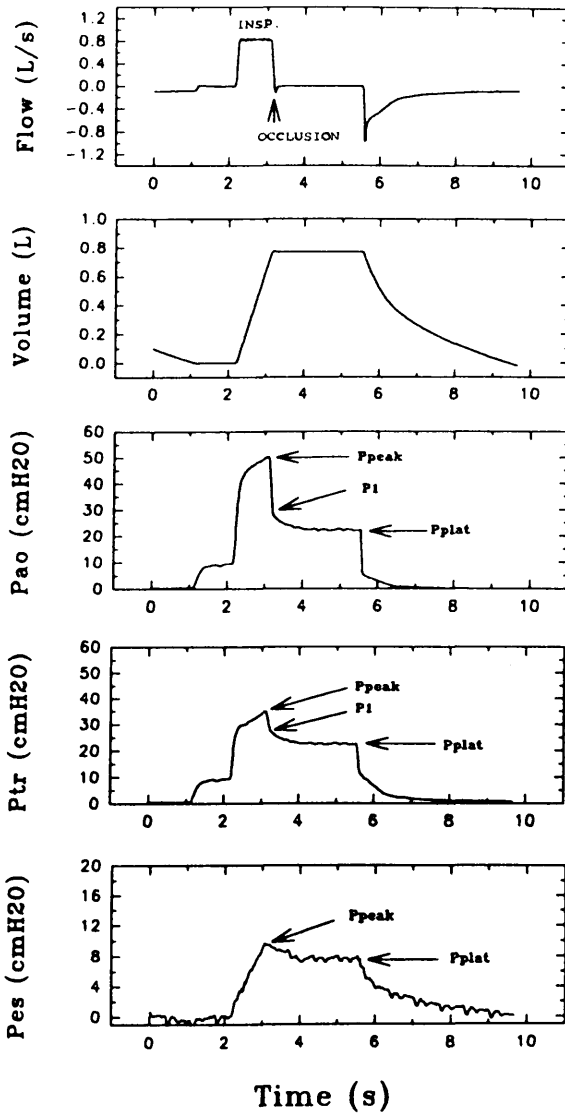 Flow (L/s)
1.2
0.8
0.4
0.0
-0.4
-0.8
-1.2
INSP.
OCCLUSION
0 2 4 6 8 10
Volume (L)
1.0
0.8
0.6
0.4
0.2
0.0
0 2 4 6 8 10
Pao (cmH20)
60
50
40
30
20
10
0
Ppeak
P1
Pplat
0 2 4 6 8 10
Ptr (cmH20)
60
50
40
30
20
10
0
Ppeak
P1
Pplat
0 2 4 6 8 10
Pes (cmH20)
20
16
12
8
4
0
Ppeak
Pplat
0 2 4 6 8 10
Time (s)